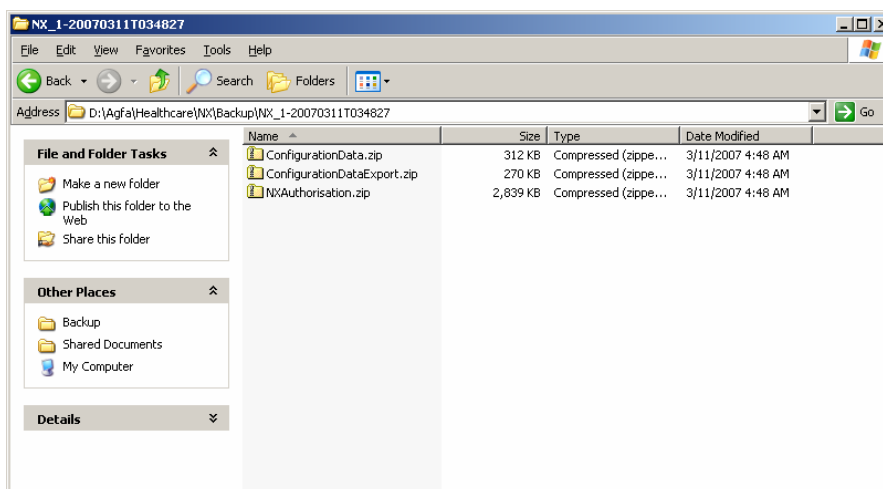 NX_1-20070311T034827
File Edit View Favorites Tools Help
Back Search Folders
Address D:\Agfa\Healthcare\NX\Backup\NX_1-20070311T034827 Go
File and Folder Tasks
Make a new folder
Publish this folder to the
Web
Share this folder
Other Places
Backup
Shared Documents
My Computer
Details
Name Size Type Date Modified
ConfigurationData.zip 312 KB Compressed (zippe... 3/11/2007 4:48 AM
ConfigurationDataExport.zip 270 KB Compressed (zippe... 3/11/2007 4:48 AM
NXAuthorisation.zip 2,839 KB Compressed (zippe... 3/11/2007 4:48 AM